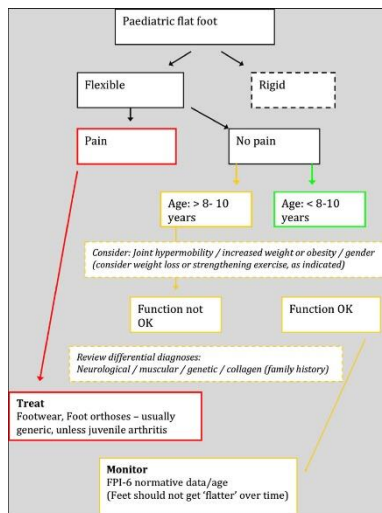 Paediatric flat foot
Flexible
Rigid
Pain
No pain
Age: > 8- 10
years
Age: < 8-10
years
Consider: Joint hypermobility / increased weight or obesity / gender
(consider weight loss or strengthening exercise, as indicated)
Function not
OK
Function OK
Review differential diagnoses:
Neurological / muscular / genetic / collagen (family history)
Treat
Footwear, Foot orthoses – usually
generic, unless juvenile arthritis
Monitor
FPI-6 normative data/age
(Feet should not get ‘flatter’ over time)